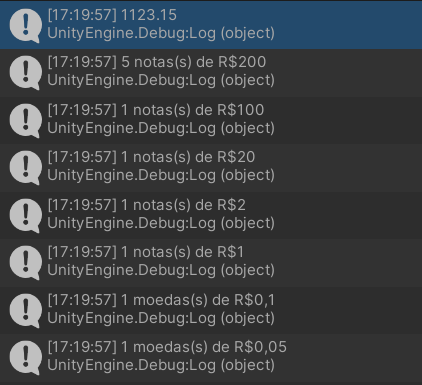 [17:19:57] 1123.15
UnityEngine.Debug:Log (object)
[17:19:57] 5 notas(s) de R$200
UnityEngine.Debug:Log (object)
[17:19:57] 1 notas(s) de R$100
UnityEngine.Debug:Log (object)
[17:19:57] 1 notas(s) de R$20
UnityEngine.Debug:Log (object)
[17:19:57] 1 notas(s) de R$2
UnityEngine.Debug:Log (object)
[17:19:57] 1 notas(s) de R$1
UnityEngine.Debug:Log (object)
[17:19:57] 1 moedas(s) de R$0,1
UnityEngine.Debug:Log (object)
[17:19:57] 1 moedas(s) de R$0,05
UnityEngine.Debug:Log (object)